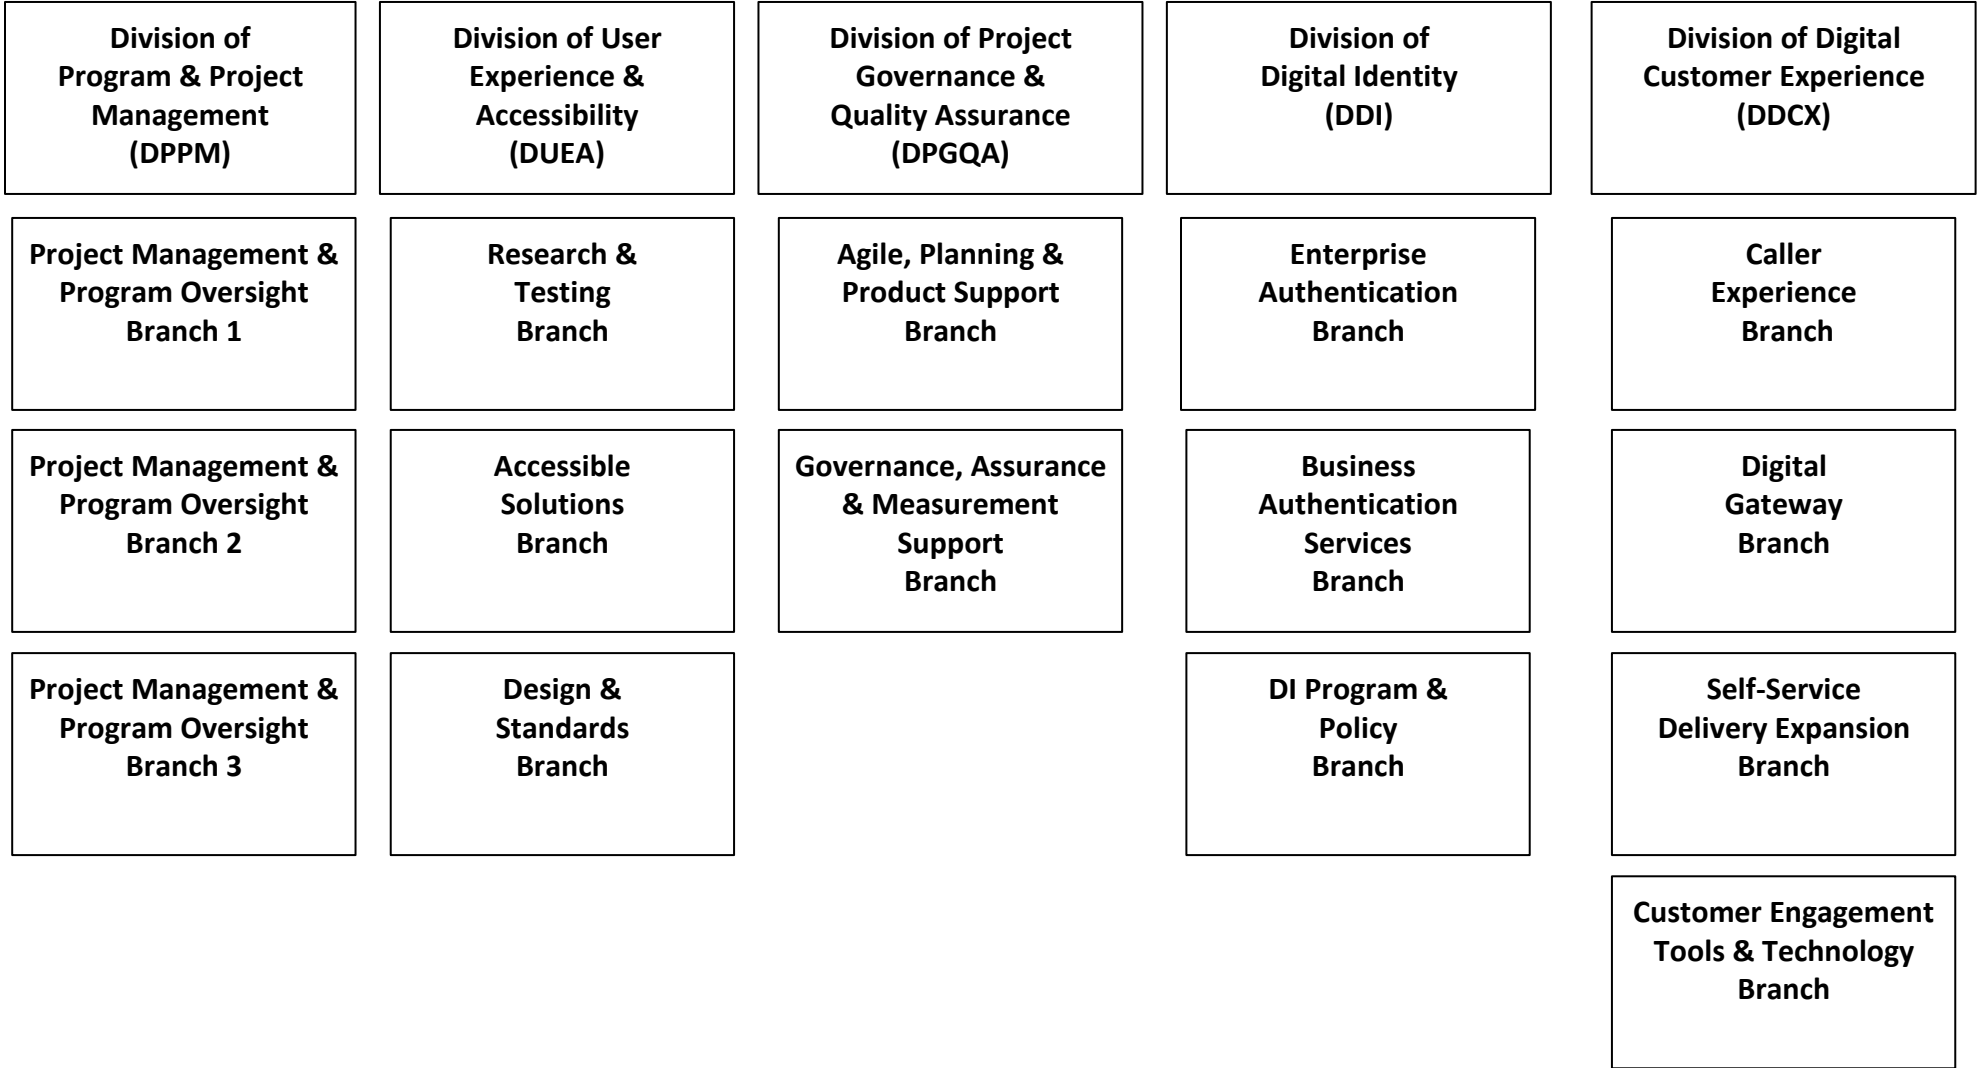 Division of
Program & Project
Management
(DPPM)
Division of User
Experience &
Accessibility
(DUEA)
Division of Project
Governance &
Quality Assurance
(DPGQA)
Division of
Digital Identity
(DDI)
Division of Digital
Customer Experience
(DDCX)
Project Management &
Program Oversight
Branch 1
Research &
Testing
Branch
Agile, Planning &
Product Support
Branch
Enterprise
Authentication
Branch
Caller
Experience
Branch
Project Management &
Program Oversight
Branch 2
Accessible
Solutions
Branch
Governance, Assurance
& Measurement
Support
Branch
Business
Authentication
Services
Branch
Digital
Gateway
Branch
Project Management &
Program Oversight
Branch 3
Design &
Standards
Branch
DI Program &
Policy
Branch
Self-Service
Delivery Expansion
Branch
Customer Engagement
Tools & Technology
Branch